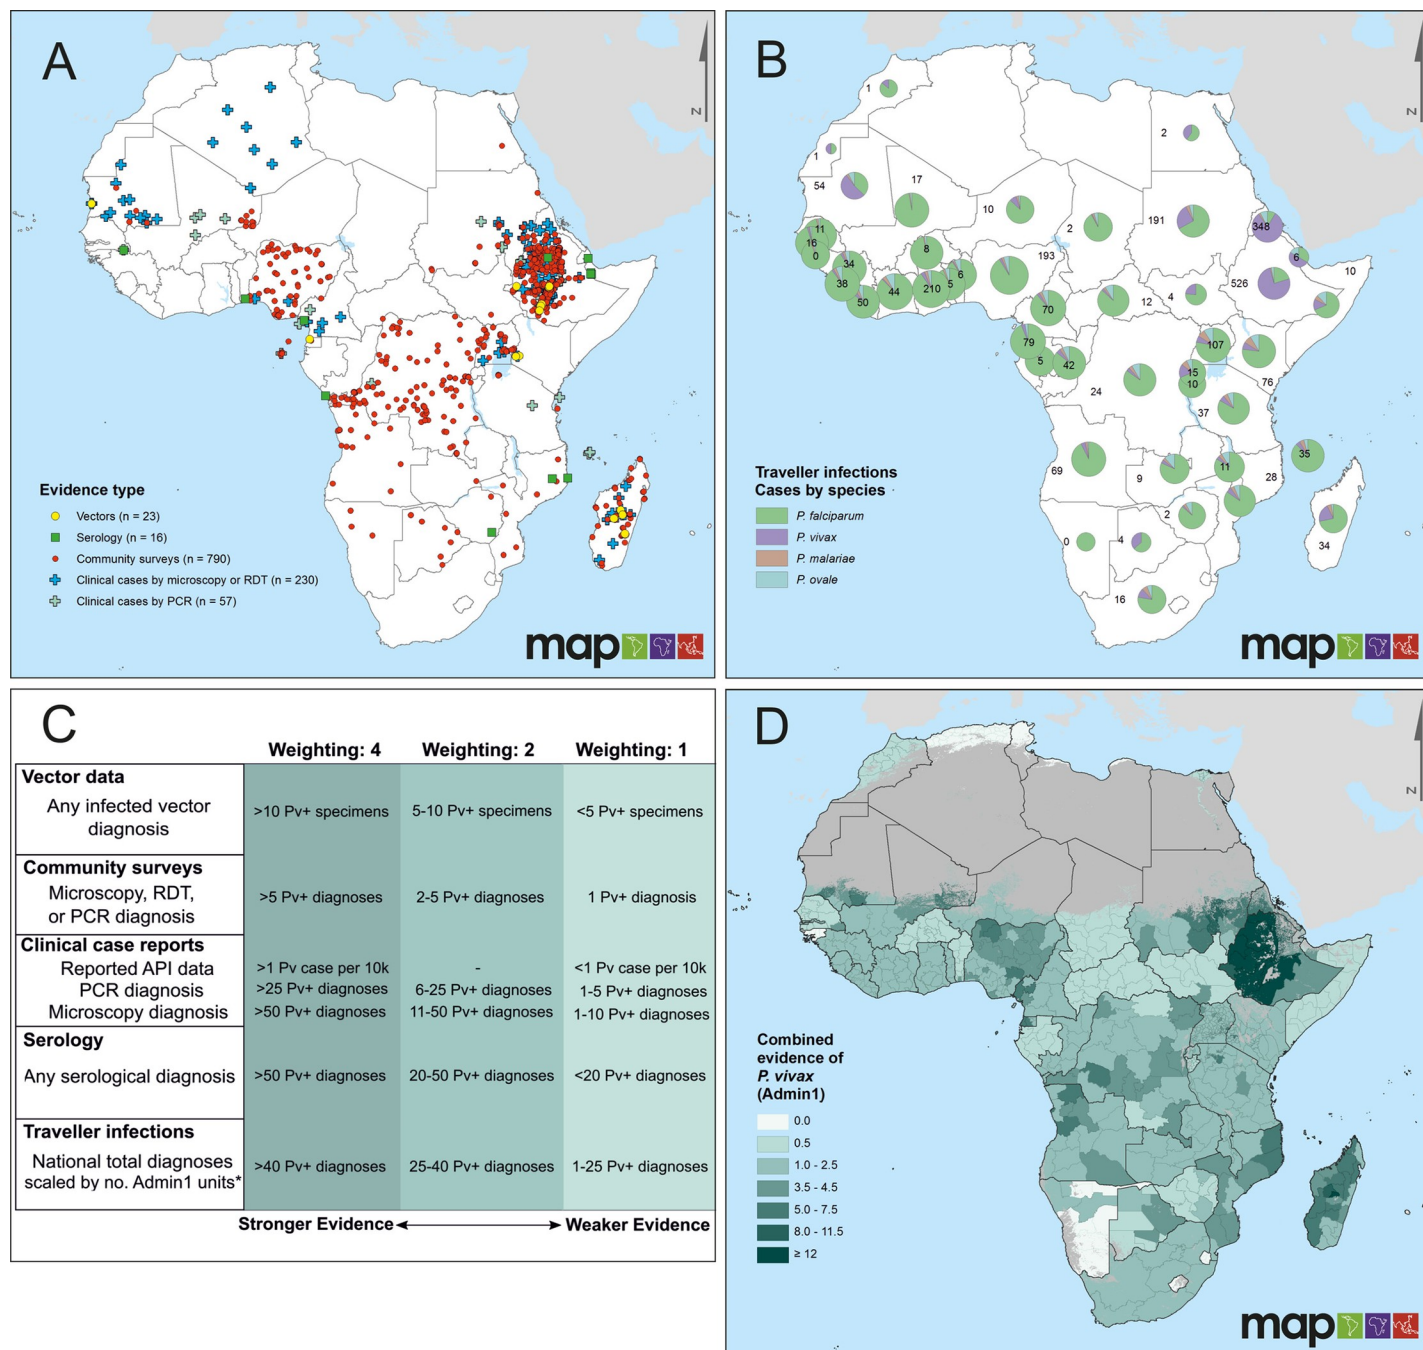 A
N
Evidence type
Vectors (n = 23)
Serology (n = 16)
Community surveys (n = 790)
Clinical cases by microscopy or RDT (n = 230)
Clinical cases by PCR (n = 57)
map
B
N
1
2
1
54
17
10
2
191
348
11
16
0
34
38
50
44
8
210
5
6
193
6
526
10
4
12
70
79
5
42
107
15
10
76
24
37
69
9
11
28
35
2
0
4
34
16
Traveller infections
Cases by species
P. falciparum
P. vivax
P. malariae
P. ovale
map
C
Weighting: 4 Weighting: 2 Weighting: 1
Vector data
Any infected vector
diagnosis
>10 Pv+ specimens 5-10 Pv+ specimens <5 Pv+ specimens
Community surveys
Microscopy, RDT,
or PCR diagnosis
>5 Pv+ diagnoses 2-5 Pv+ diagnoses 1 Pv+ diagnosis
Clinical case reports
Reported API data >1 Pv case per 10k - <1 Pv case per 10k
PCR diagnosis >25 Pv+ diagnoses 6-25 Pv+ diagnoses 1-5 Pv+ diagnoses
Microscopy diagnosis >50 Pv+ diagnoses 11-50 Pv+ diagnoses 1-10 Pv+ diagnoses
Serology
Any serological diagnosis >50 Pv+ diagnoses 20-50 Pv+ diagnoses <20 Pv+ diagnoses
Traveller infections
National total diagnoses
scaled by no. Admin1 units*
>40 Pv+ diagnoses 25-40 Pv+ diagnoses 1-25 Pv+ diagnoses
Stronger Evidence Weaker Evidence
D
N
Combined
evidence of
P. vivax
(Admin1)
0.0
0.5
1.0 - 2.5
3.5 - 4.5
5.0 - 7.5
8.0 - 11.5
≥ 12
map